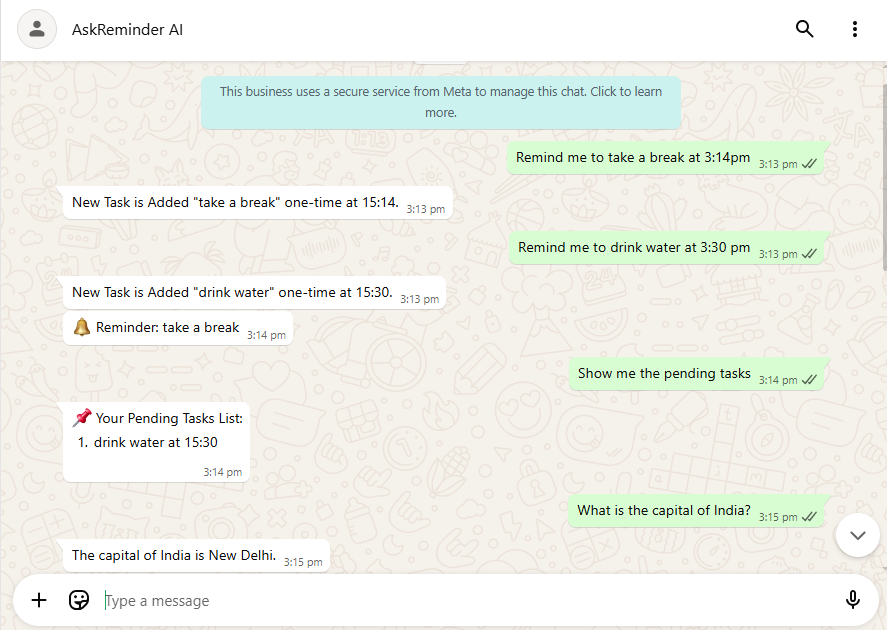 AskReminder AI
This business uses a secure service from Meta to manage this chat. Click to learn
more.
Remind me to take a break at 3:14pm 3:13 pm
New Task is Added "take a break" one-time at 15:14. 3:13 pm
Remind me to drink water at 3:30 pm 3:13 pm
New Task is Added "drink water" one-time at 15:30. 3:13 pm
Reminder: take a break 3:14 pm
Show me the pending tasks 3:14 pm
Your Pending Tasks List:
1. drink water at 15:30
3:14 pm
What is the capital of India? 3:15 pm
The capital of India is New Delhi. 3:15 pm
Type a message